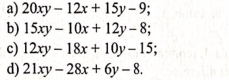 a) 20xy − 12x + 15y − 9;
b) 15xy − 10x + 12y − 8;
c) 12xy − 18x + 10y − 15;
d) 21xy − 28x + 6y − 8.